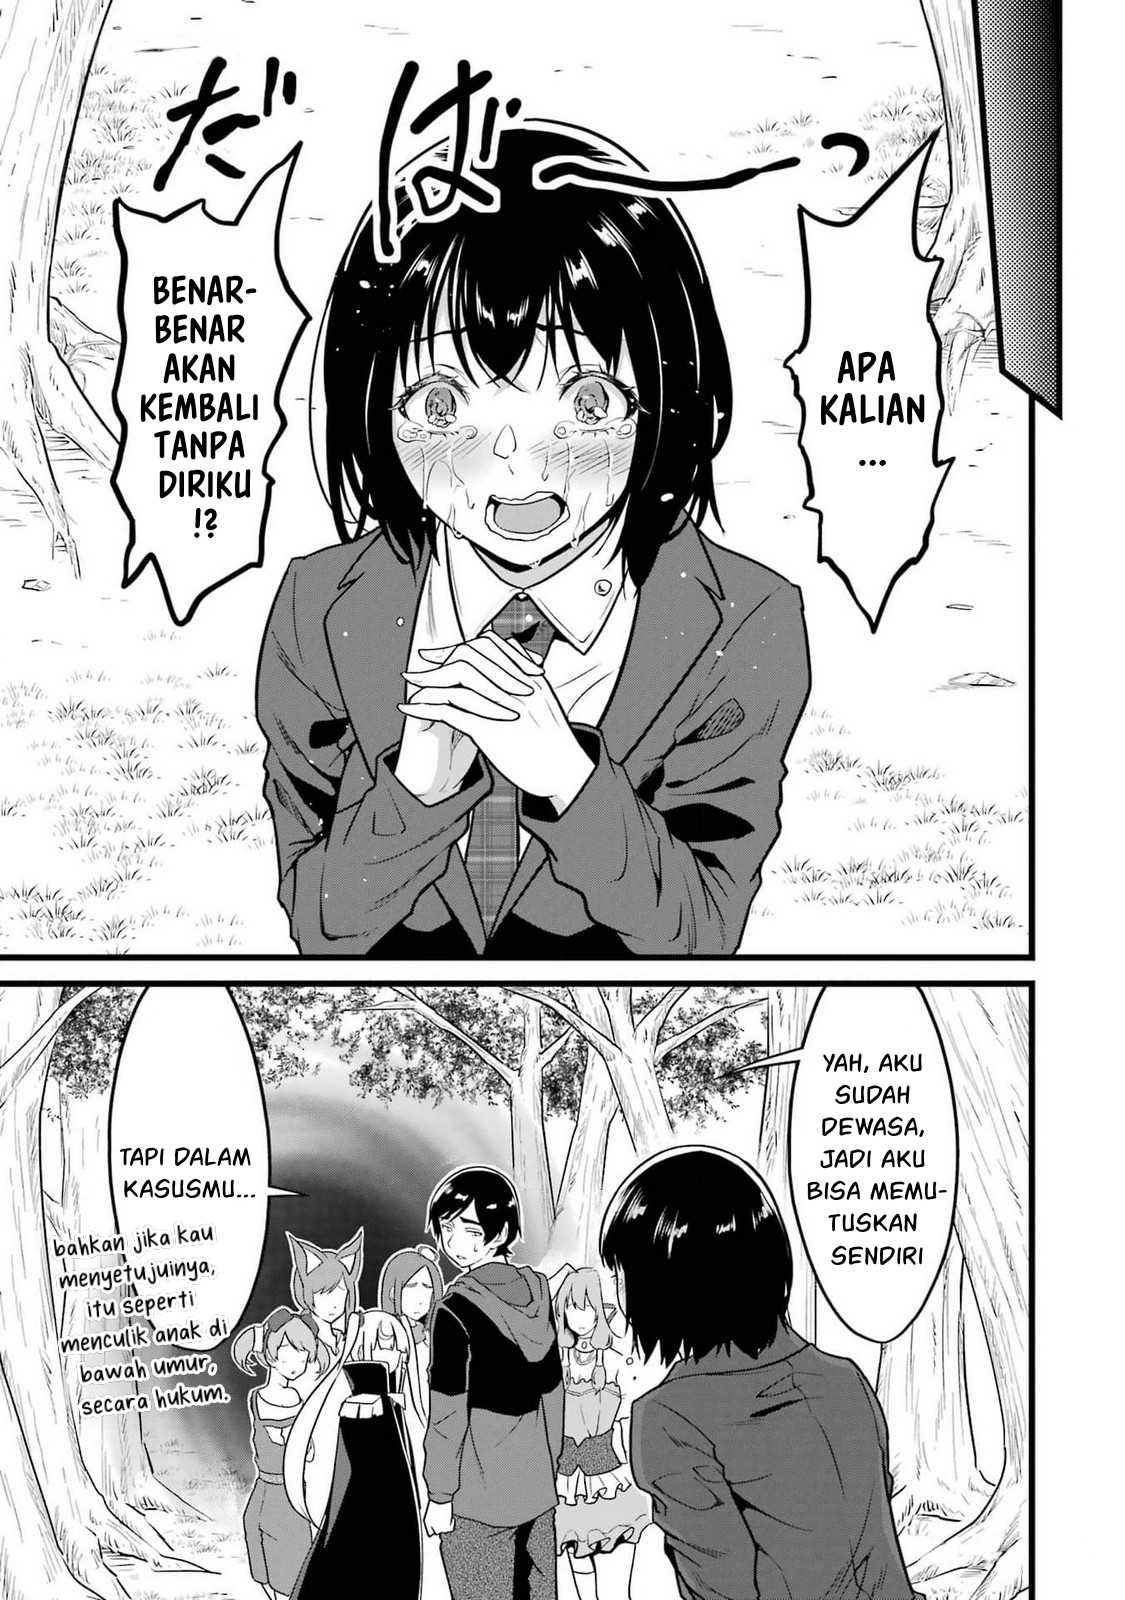 だばーっ
APA
KALIAN
...
BENAR-
BENAR
AKAN
KEMBALI
TANPA
DIRIKU
!?
YAH, AKU
SUDAH
DEWASA,
JADI AKU
BISA MEMU-
TUSKAN
SENDIRI
TAPI DALAM
KASUSMU...
bahkan jika kau
menyetujuinya,
itu seperti
menculik anak di
bawah umur,
secara hukum.